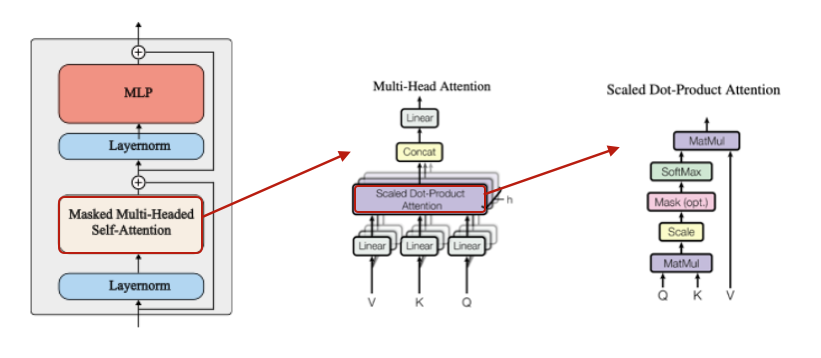 MLP
Layernorm
Masked Multi-Headed
Self-Attention
Layernorm
Multi-Head Attention
Linear
Concat
Scaled Dot-Product
Attention
h
Linear
Linear
Linear
V
K
Q
Scaled Dot-Product Attention
MatMul
SoftMax
Mask (opt.)
Scale
MatMul
Q
K
V